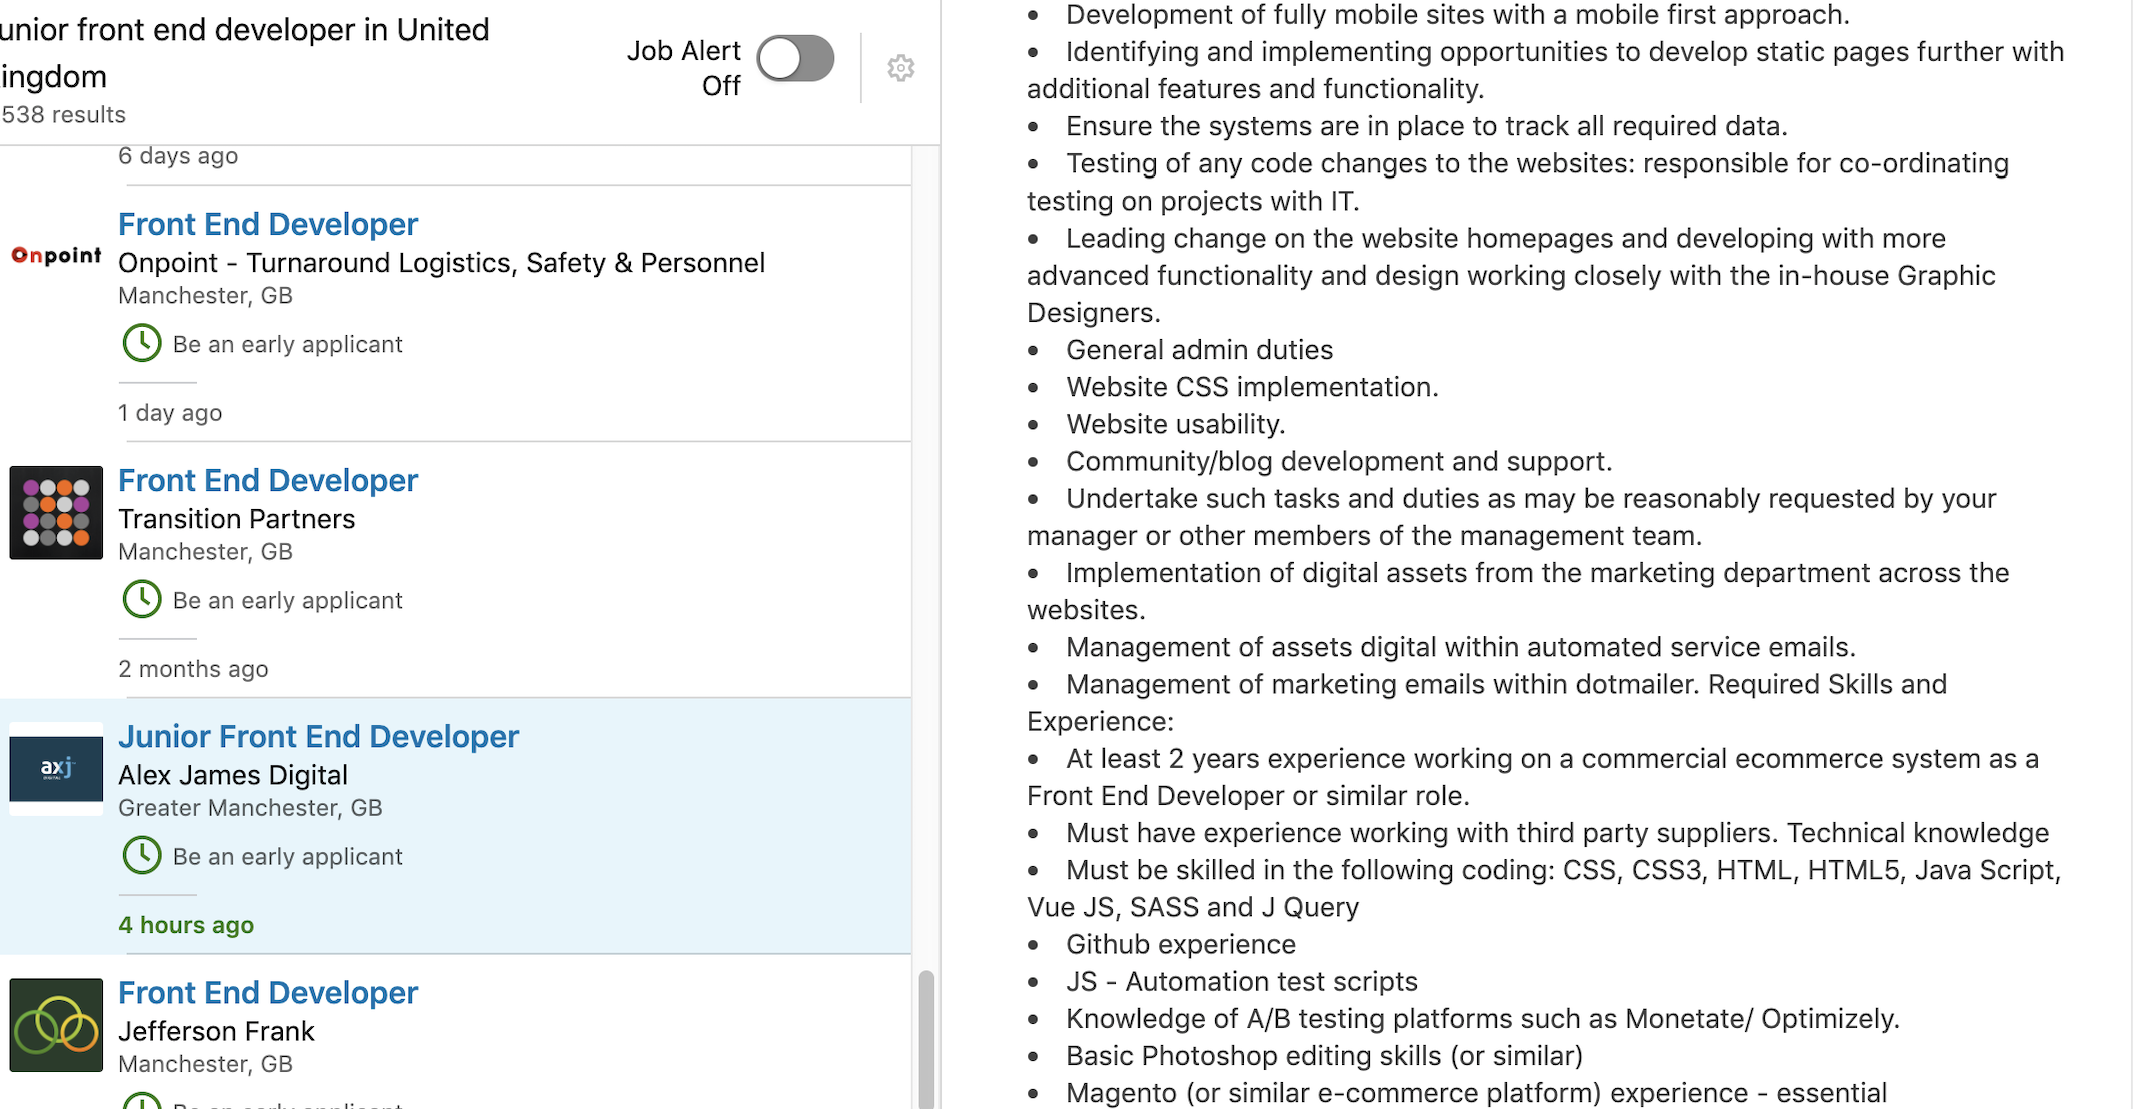 unior front end developer in United
ingdom
538 results
Job Alert
Off
6 days ago
Onpoint
Front End Developer
Onpoint - Turnaround Logistics, Safety & Personnel
Manchester, GB
Be an early applicant
1 day ago
Front End Developer
Transition Partners
Manchester, GB
Be an early applicant
2 months ago
axj
Junior Front End Developer
Alex James Digital
Greater Manchester, GB
Be an early applicant
4 hours ago
Front End Developer
Jefferson Frank
Manchester, GB
Be an early applicant
• Development of fully mobile sites with a mobile first approach.
• Identifying and implementing opportunities to develop static pages further with
additional features and functionality.
• Ensure the systems are in place to track all required data.
• Testing of any code changes to the websites: responsible for co-ordinating
testing on projects with IT.
• Leading change on the website homepages and developing with more
advanced functionality and design working closely with the in-house Graphic
Designers.
• General admin duties
• Website CSS implementation.
• Website usability.
• Community/blog development and support.
• Undertake such tasks and duties as may be reasonably requested by your
manager or other members of the management team.
• Implementation of digital assets from the marketing department across the
websites.
• Management of assets digital within automated service emails.
• Management of marketing emails within dotmailer. Required Skills and
Experience:
• At least 2 years experience working on a commercial ecommerce system as a
Front End Developer or similar role.
• Must have experience working with third party suppliers. Technical knowledge
• Must be skilled in the following coding: CSS, CSS3, HTML, HTML5, Java Script,
Vue JS, SASS and J Query
• Github experience
• JS - Automation test scripts
• Knowledge of A/B testing platforms such as Monetate/ Optimizely.
• Basic Photoshop editing skills (or similar)
• Magento (or similar e-commerce platform) experience - essential